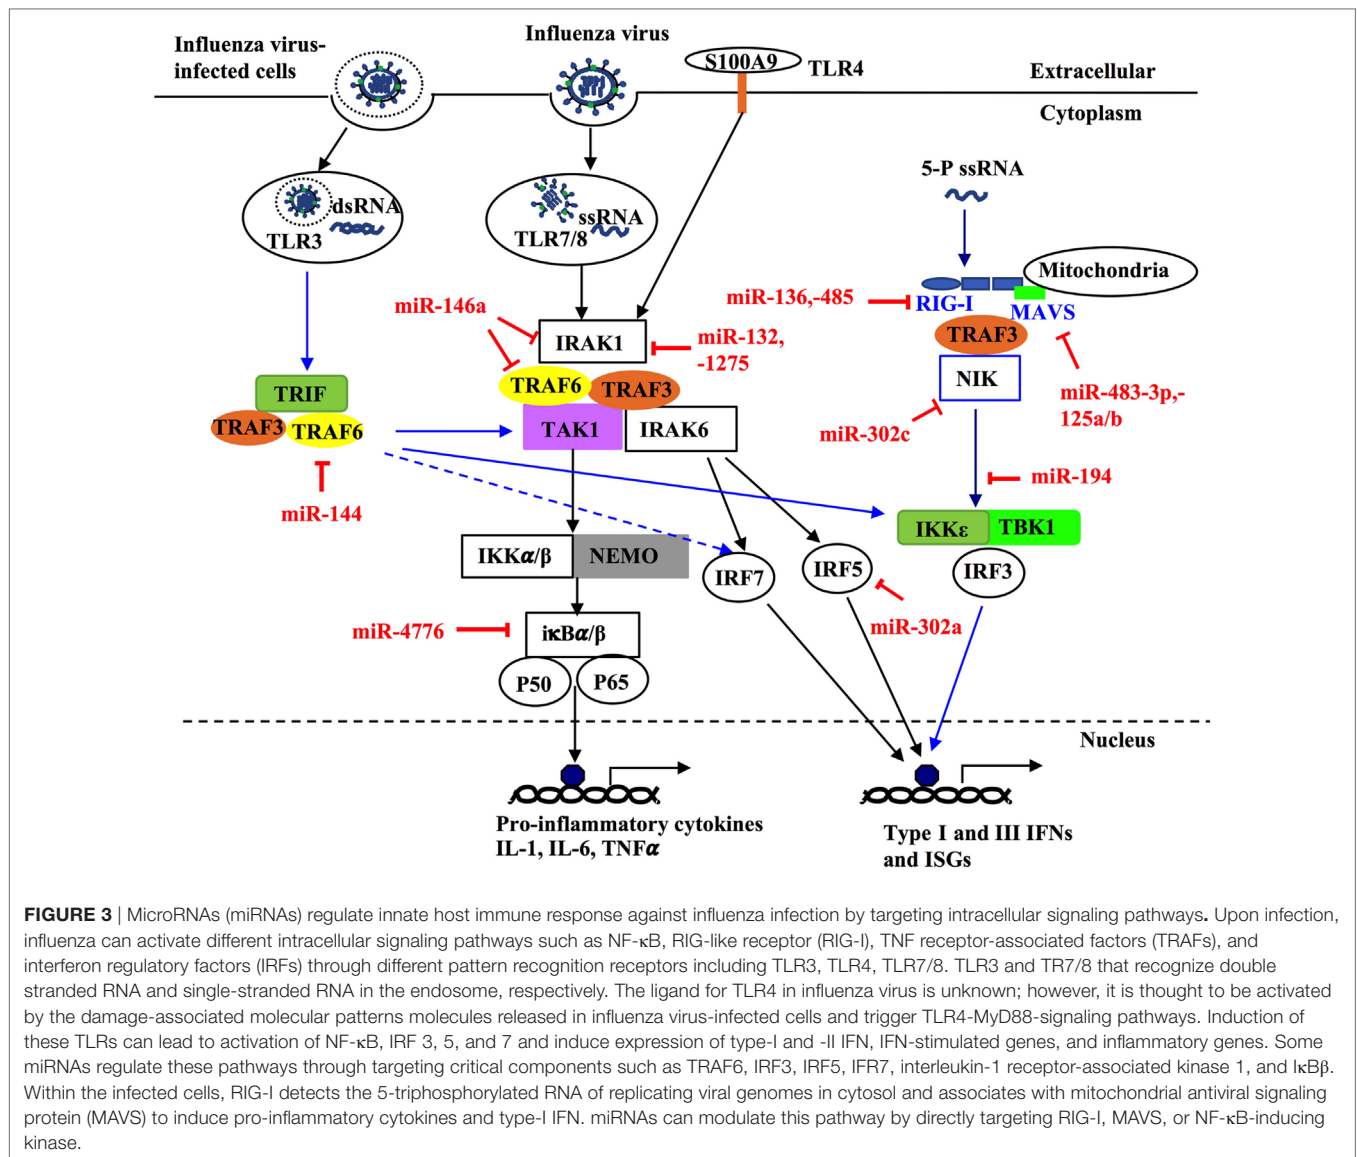 Influenza virus-
infected cells
Influenza virus
S100A9
TLR4
Extracellular
Cytoplasm
5-P ssRNA
dsRNA
TLR3
ssRNA
TLR7/8
Mitochondria
miR-136,-485
RIG-I
MAVS
miR-146a
IRAK1
miR-132,
-1275
TRAF3
NIK
miR-483-3p,-
125a/b
TRIF
TRAF3
TRAF6
TRAF6
TRAF3
TAK1
IRAK6
miR-302c
miR-144
miR-194
IKKε
TBK1
IKKα/β
NEMO
IRF7
IRF5
IRF3
miR-4776
iκBα/β
miR-302a
P50
P65
Nucleus
Pro-inflammatory cytokines
IL-1, IL-6, TNFα
Type I and III IFNs
and ISGs
FIGURE 3 | MicroRNAs (miRNAs) regulate innate host immune response against influenza infection by targeting intracellular signaling pathways. Upon infection,
influenza can activate different intracellular signaling pathways such as NF-κB, RIG-like receptor (RIG-I), TNF receptor-associated factors (TRAFs), and
interferon regulatory factors (IRFs) through different pattern recognition receptors including TLR3, TLR4, TLR7/8. TLR3 and TR7/8 that recognize double
stranded RNA and single-stranded RNA in the endosome, respectively. The ligand for TLR4 in influenza virus is unknown; however, it is thought to be activated
by the damage-associated molecular patterns molecules released in influenza virus-infected cells and trigger TLR4-MyD88-signaling pathways. Induction of
these TLRs can lead to activation of NF-κB, IRF 3, 5, and 7 and induce expression of type-I and -II IFN, IFN-stimulated genes, and inflammatory genes. Some
miRNAs regulate these pathways through targeting critical components such as TRAF6, IRF3, IRF5, IFR7, interleukin-1 receptor-associated kinase 1, and IκBβ.
Within the infected cells, RIG-I detects the 5-triphosphorylated RNA of replicating viral genomes in cytosol and associates with mitochondrial antiviral signaling
protein (MAVS) to induce pro-inflammatory cytokines and type-I IFN. miRNAs can modulate this pathway by directly targeting RIG-I, MAVS, or NF-κB-inducing
kinase.